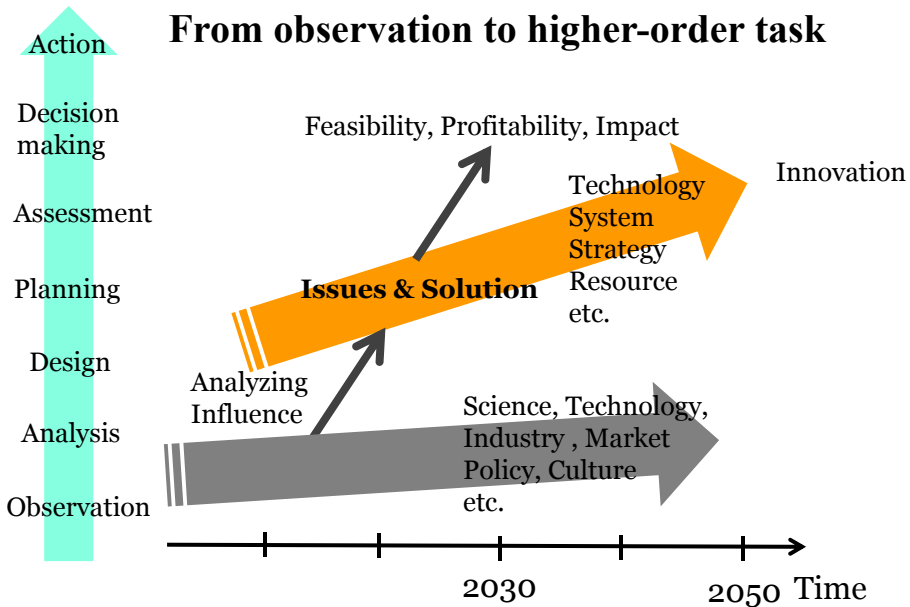 From observation to higher-order task
Action
Decision
making
Assessment
Planning
Design
Analysis
Observation
Feasibility, Profitability, Impact
Innovation
Technology
System
Strategy
Resource
etc.
Issues & Solution
Analyzing
Influence
Science, Technology,
Industry , Market
Policy, Culture
etc.
2030
2050
Time